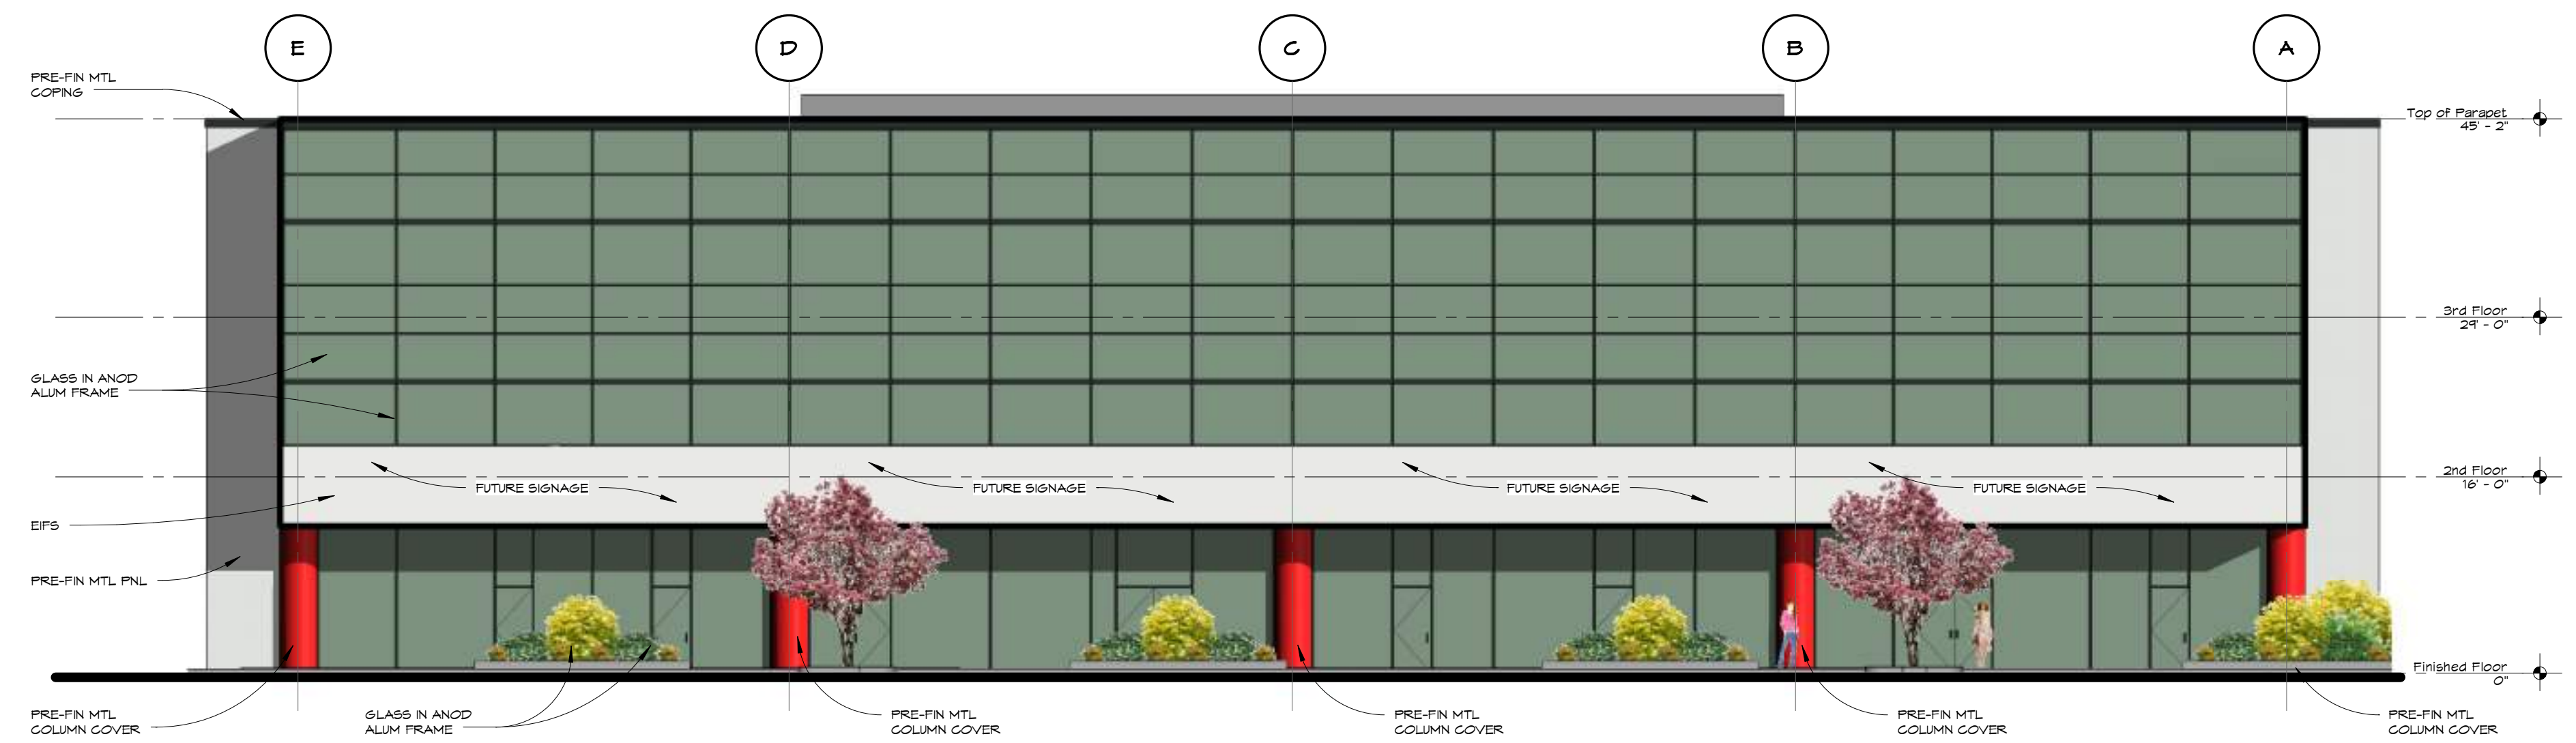 E
D
C
B
A
PRE-FIN MTL
COPING
Top of Parapet
45' - 2"
3rd Floor
29' - 0"
GLASS IN ANOD
ALUM FRAME
2nd Floor
16' - 0"
FUTURE SIGNAGE
FUTURE SIGNAGE
FUTURE SIGNAGE
FUTURE SIGNAGE
EIFS
PRE-FIN MTL PNL
Finished Floor
0"
PRE-FIN MTL
COLUMN COVER
GLASS IN ANOD
ALUM FRAME
PRE-FIN MTL
COLUMN COVER
PRE-FIN MTL
COLUMN COVER
PRE-FIN MTL
COLUMN COVER
PRE-FIN MTL
COLUMN COVER